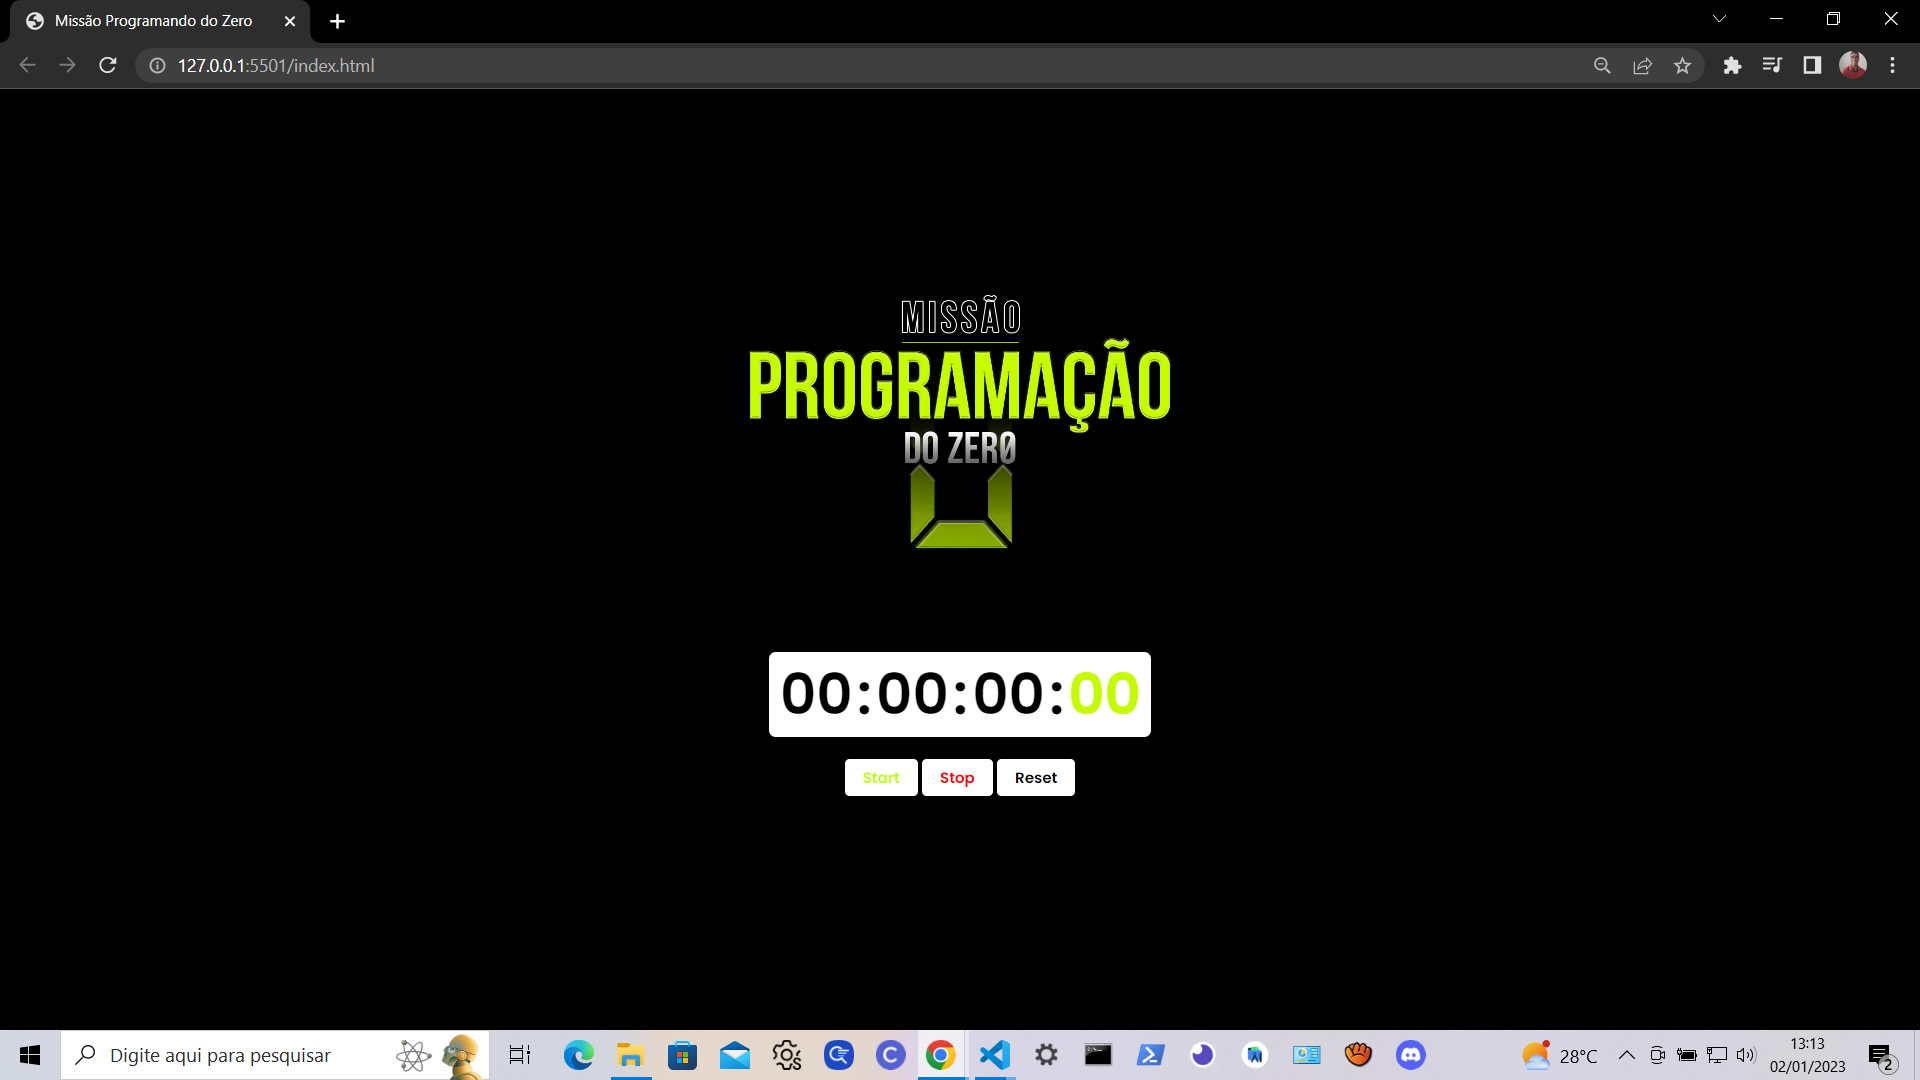 Missão Programando do Zero
127.0.0.1:5501/index.html
MISSÃO
PROGRAMAÇÃO
DO ZERØ
00:00:00:00
Start Stop Reset
Digite aqui para pesquisar
28°C
13:13
02/01/2023
2